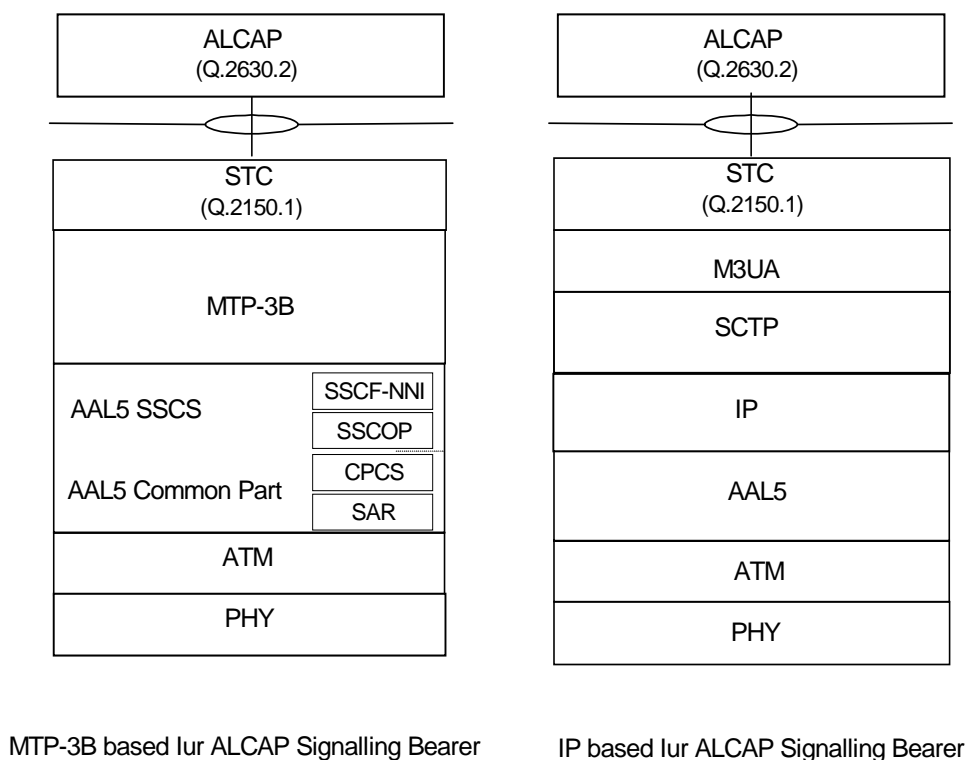 ALCAP
(Q.2630.2)
STC
(Q.2150.1)
MTP-3B
AAL5 SSCS
SSCF-NNI
SSCOP
AAL5 Common Part
CPCS
SAR
ATM
PHY
MTP-3B based Iur ALCAP Signalling Bearer
ALCAP
(Q.2630.2)
STC
(Q.2150.1)
M3UA
SCTP
IP
AAL5
ATM
PHY
IP based Iur ALCAP Signalling Bearer